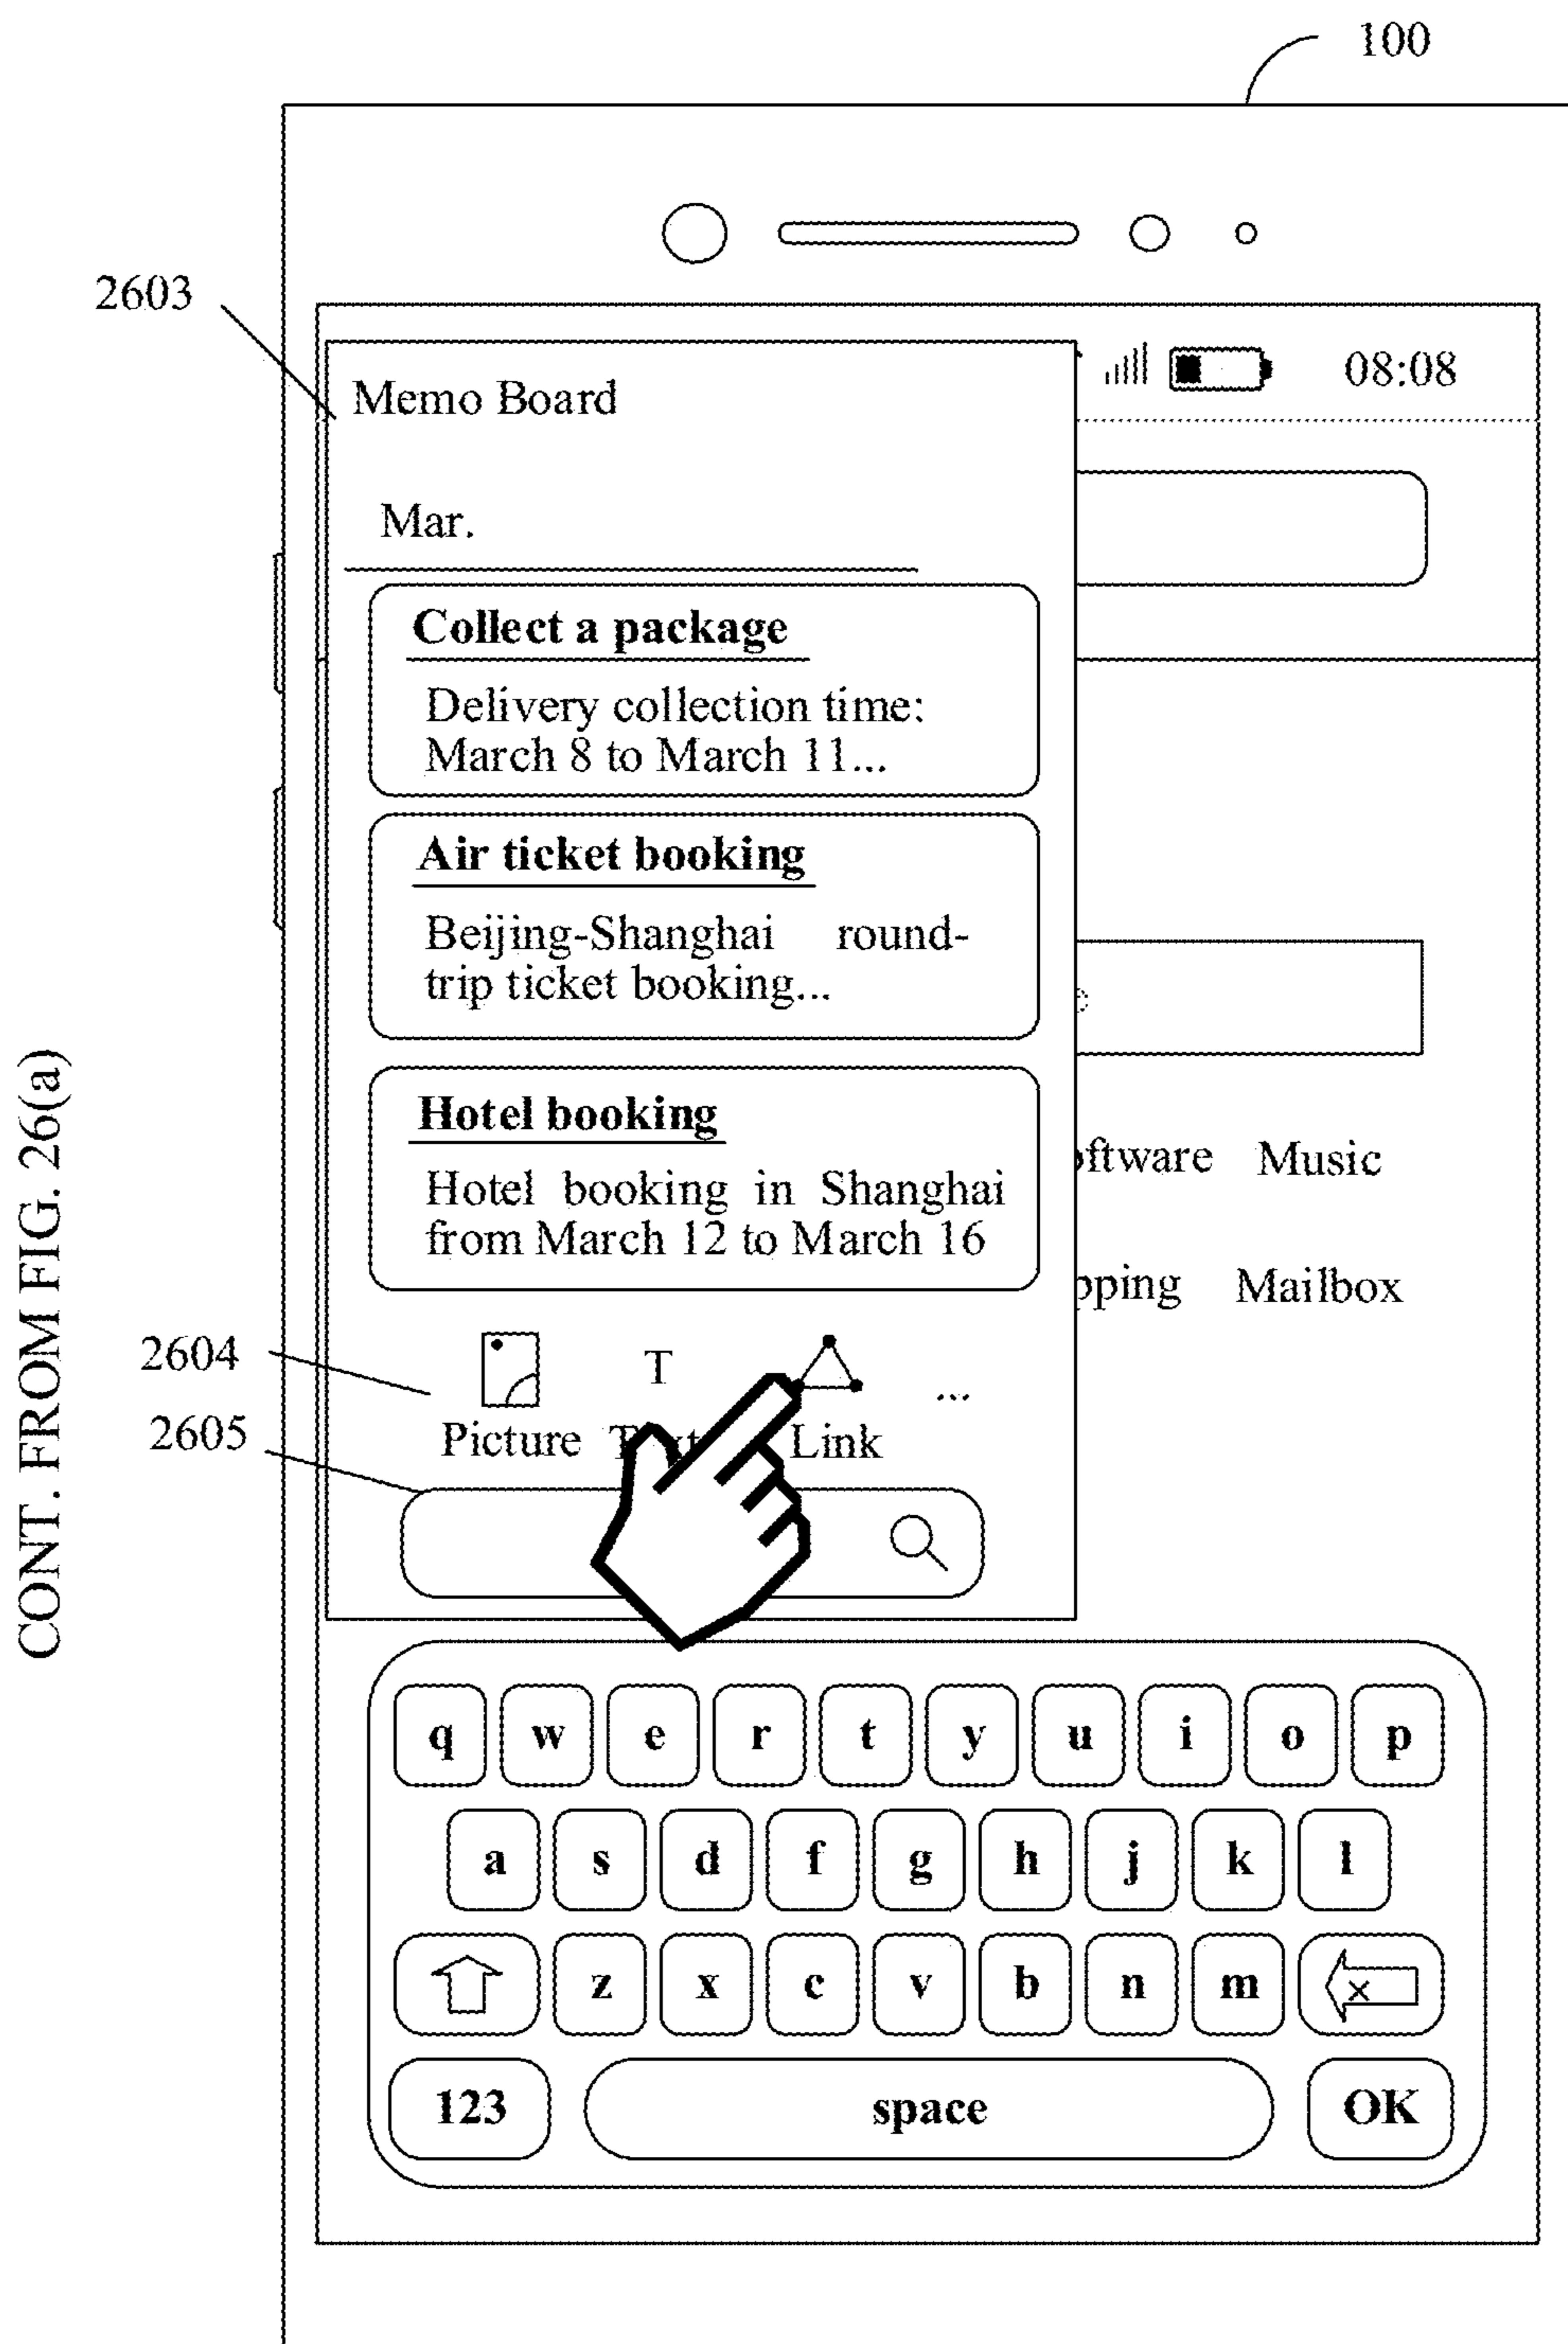 100
2603
08:08
Memo Board
Mar.
Collect a package
Delivery collection time:
March 8 to March 11...
Air ticket booking
Beijing-Shanghai round-
trip ticket booking...
Hotel booking
Hotel booking in Shanghai
from March 12 to March 16
oftware Music
pping Mailbox
CONT. FROM FIG. 26(a)
2604
T
...
2605
Picture Text Link
q w e r t y u i o p
a s d f g h j k l
z x c v b n m
123 space OK